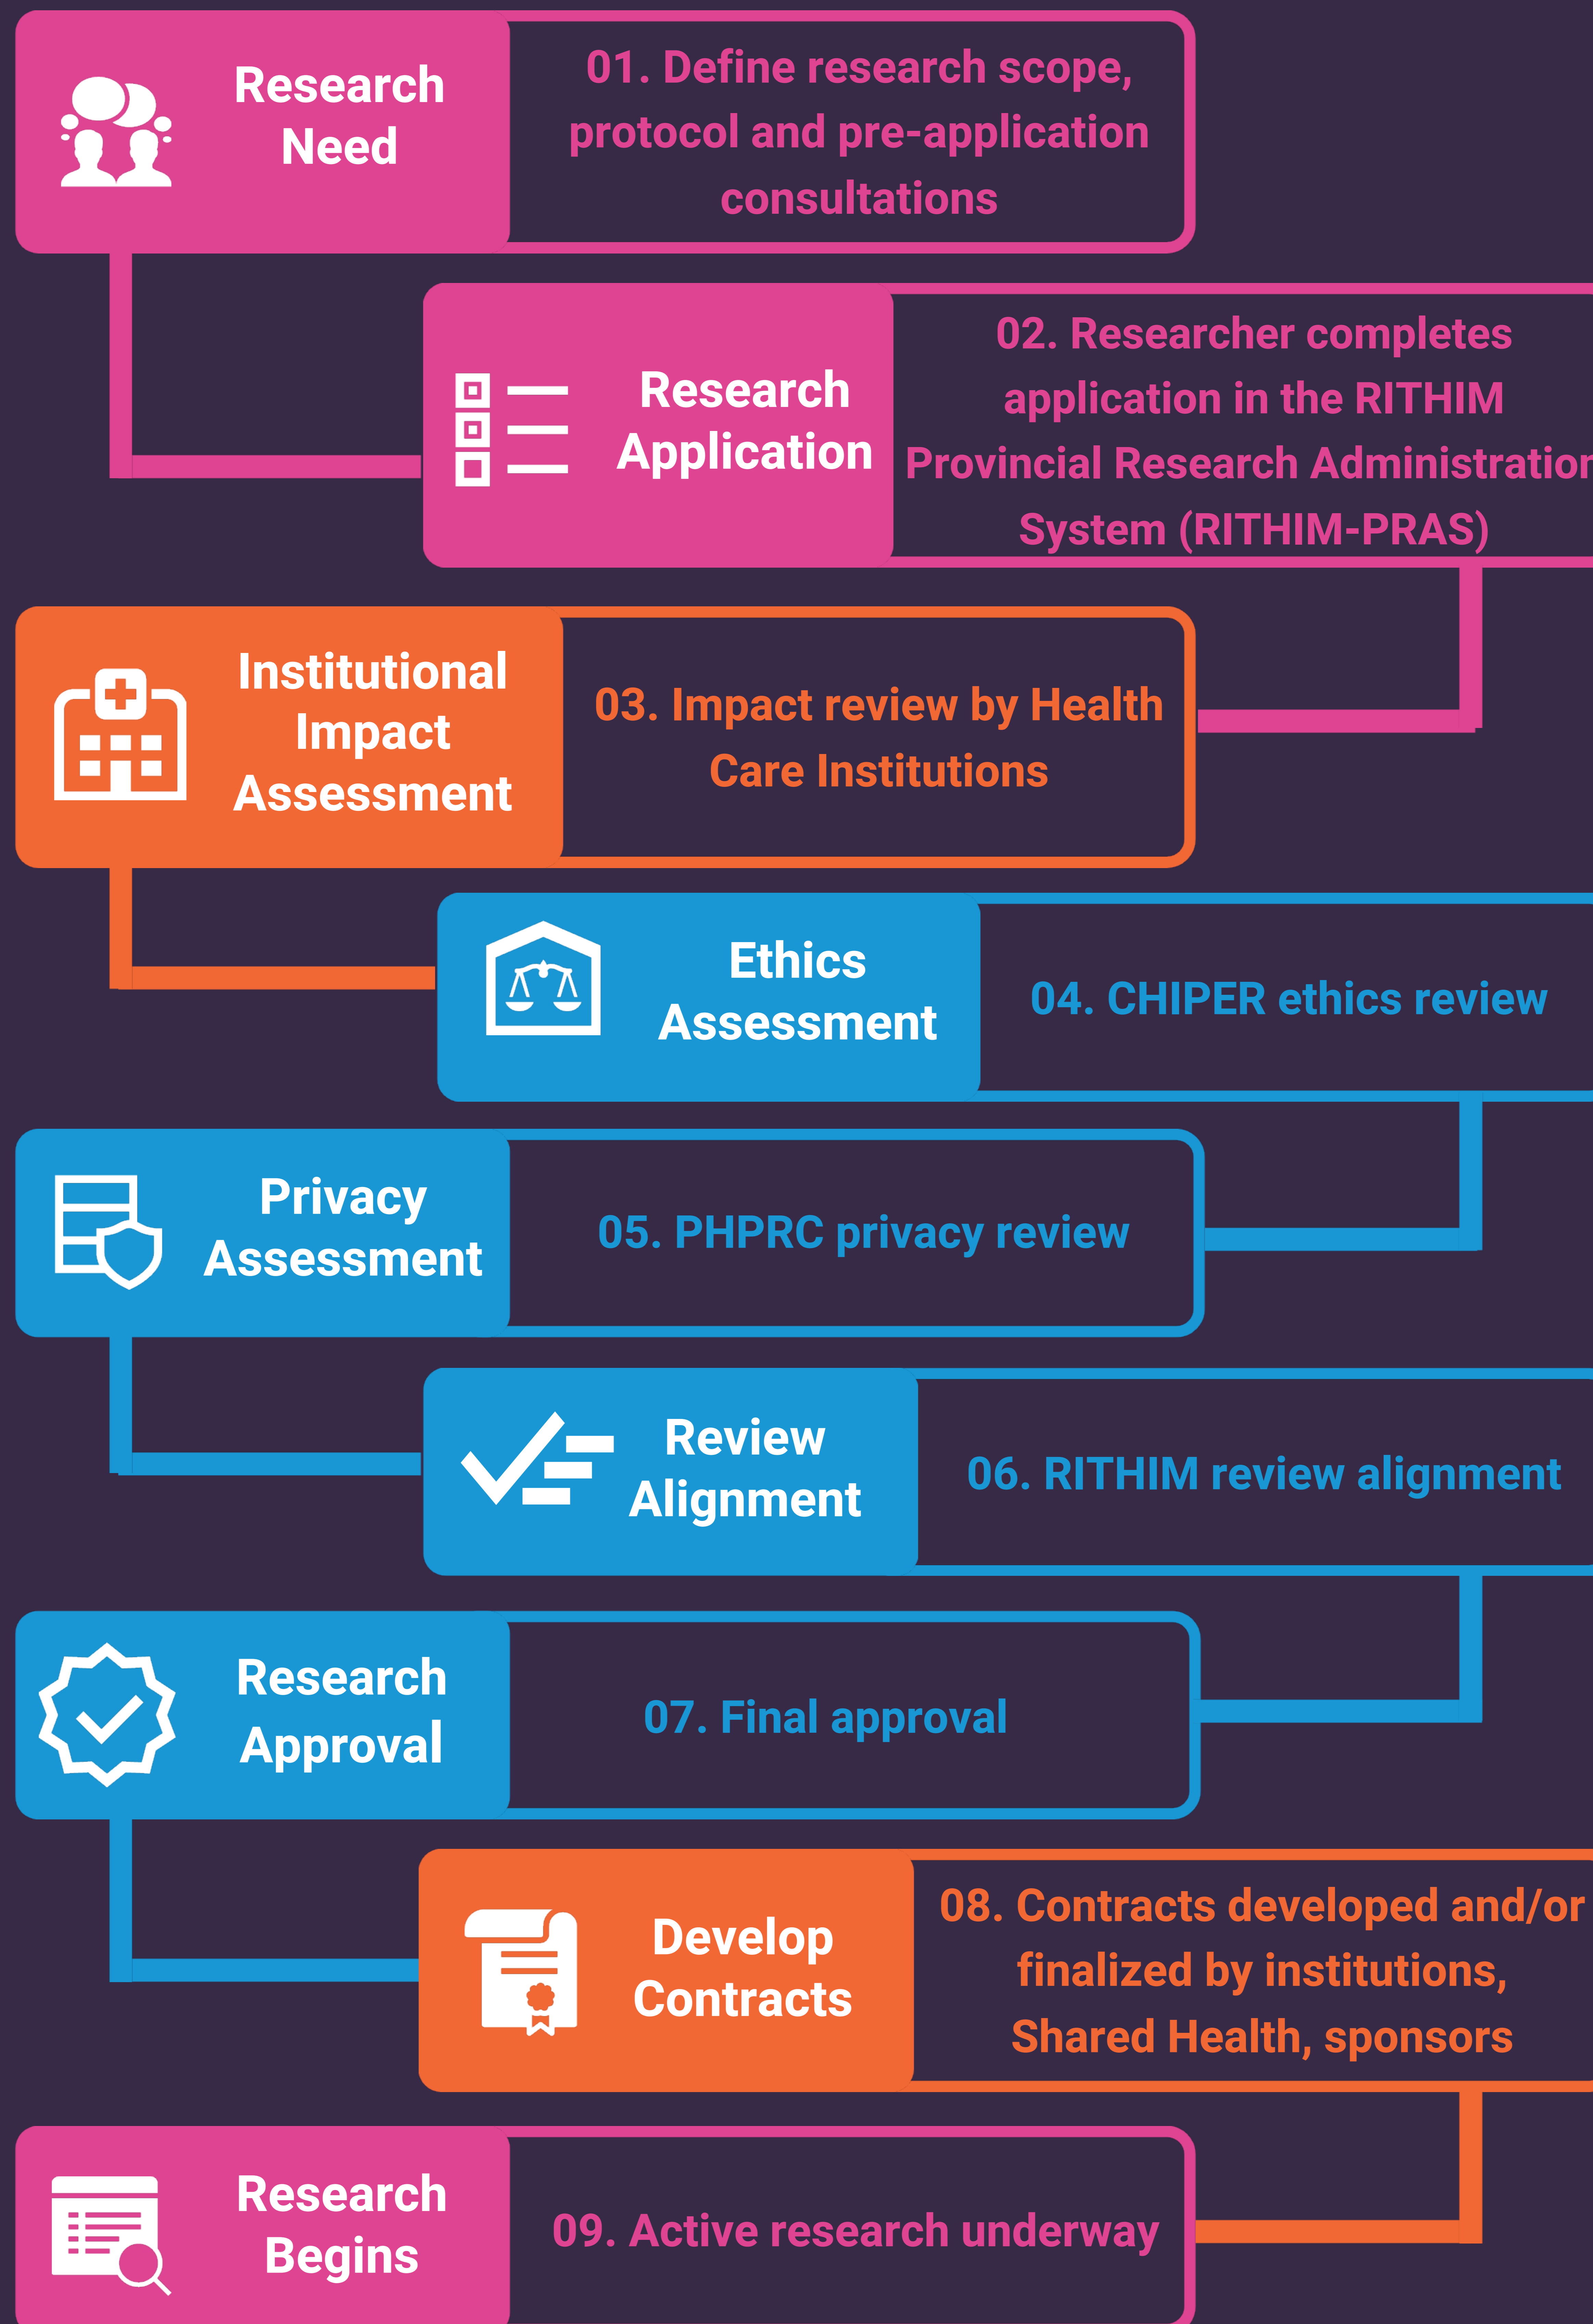 Research
Need
01. Define research scope,
protocol and pre-application
consultations
Research
Application
02. Researcher completes
application in the RITHIM
Provincial Research Administration
System (RITHIM-PRAS)
Institutional
Impact
Assessment
03. Impact review by Health
Care Institutions
Ethics
Assessment
04. CHIPER ethics review
Privacy
Assessment
05. PHPRC privacy review
Review
Alignment
06. RITHIM review alignment
Research
Approval
07. Final approval
Develop
Contracts
08. Contracts developed and/or
finalized by institutions,
Shared Health, sponsors
Research
Begins
09. Active research underway